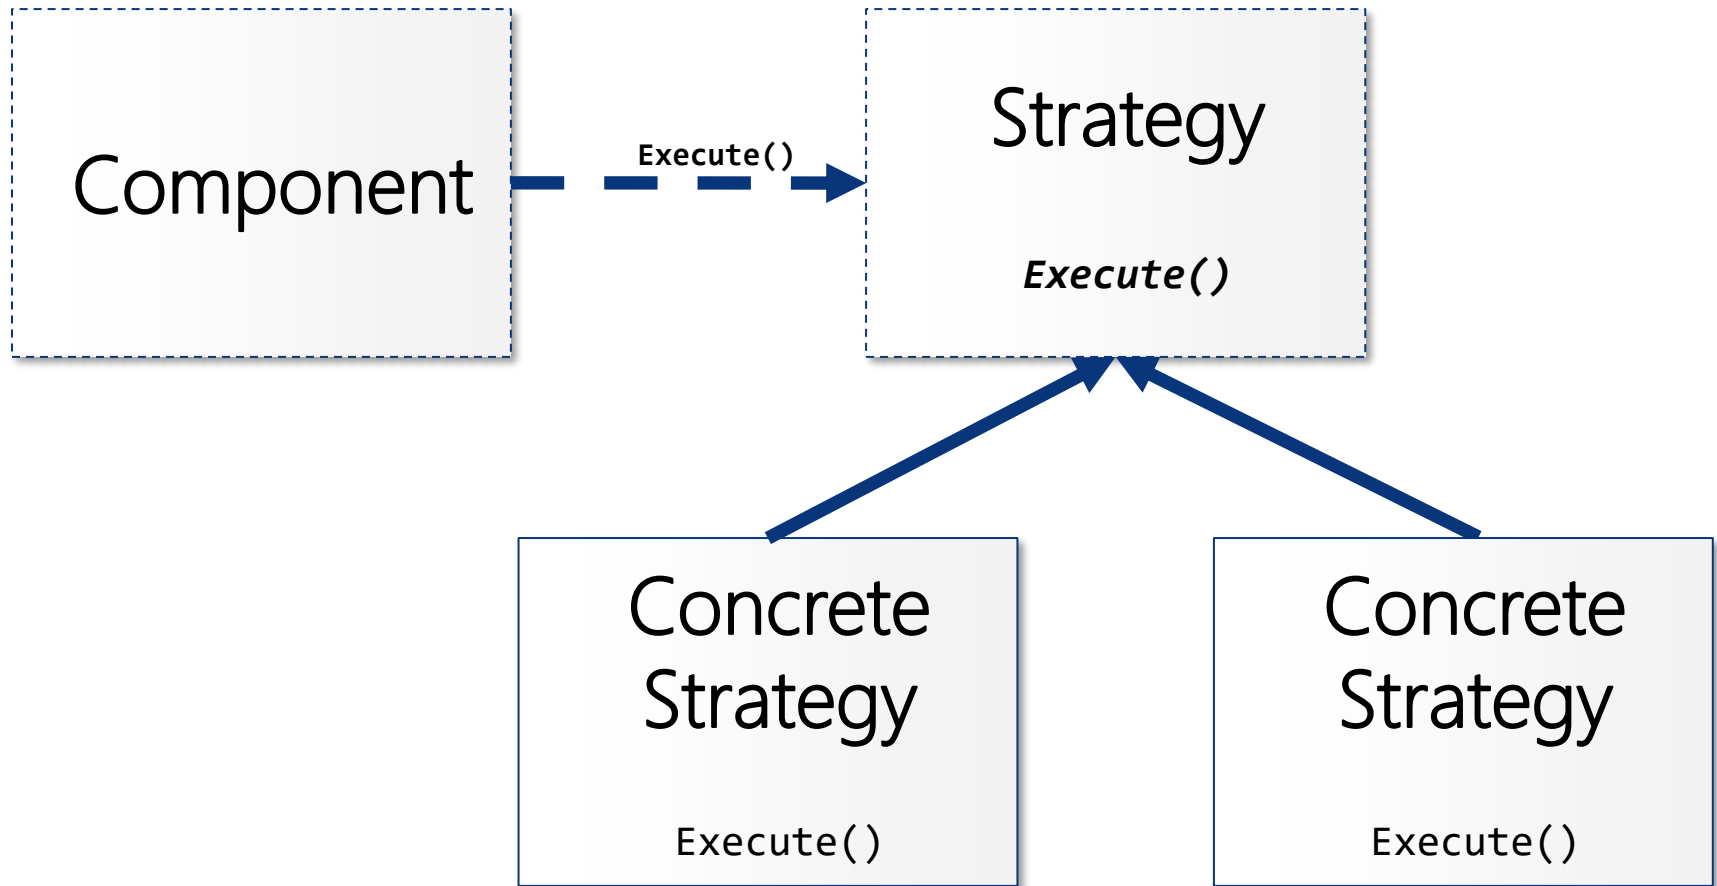 Component
Execute()
Strategy
Execute()
Concrete
Strategy
Execute()
Concrete
Strategy
Execute()